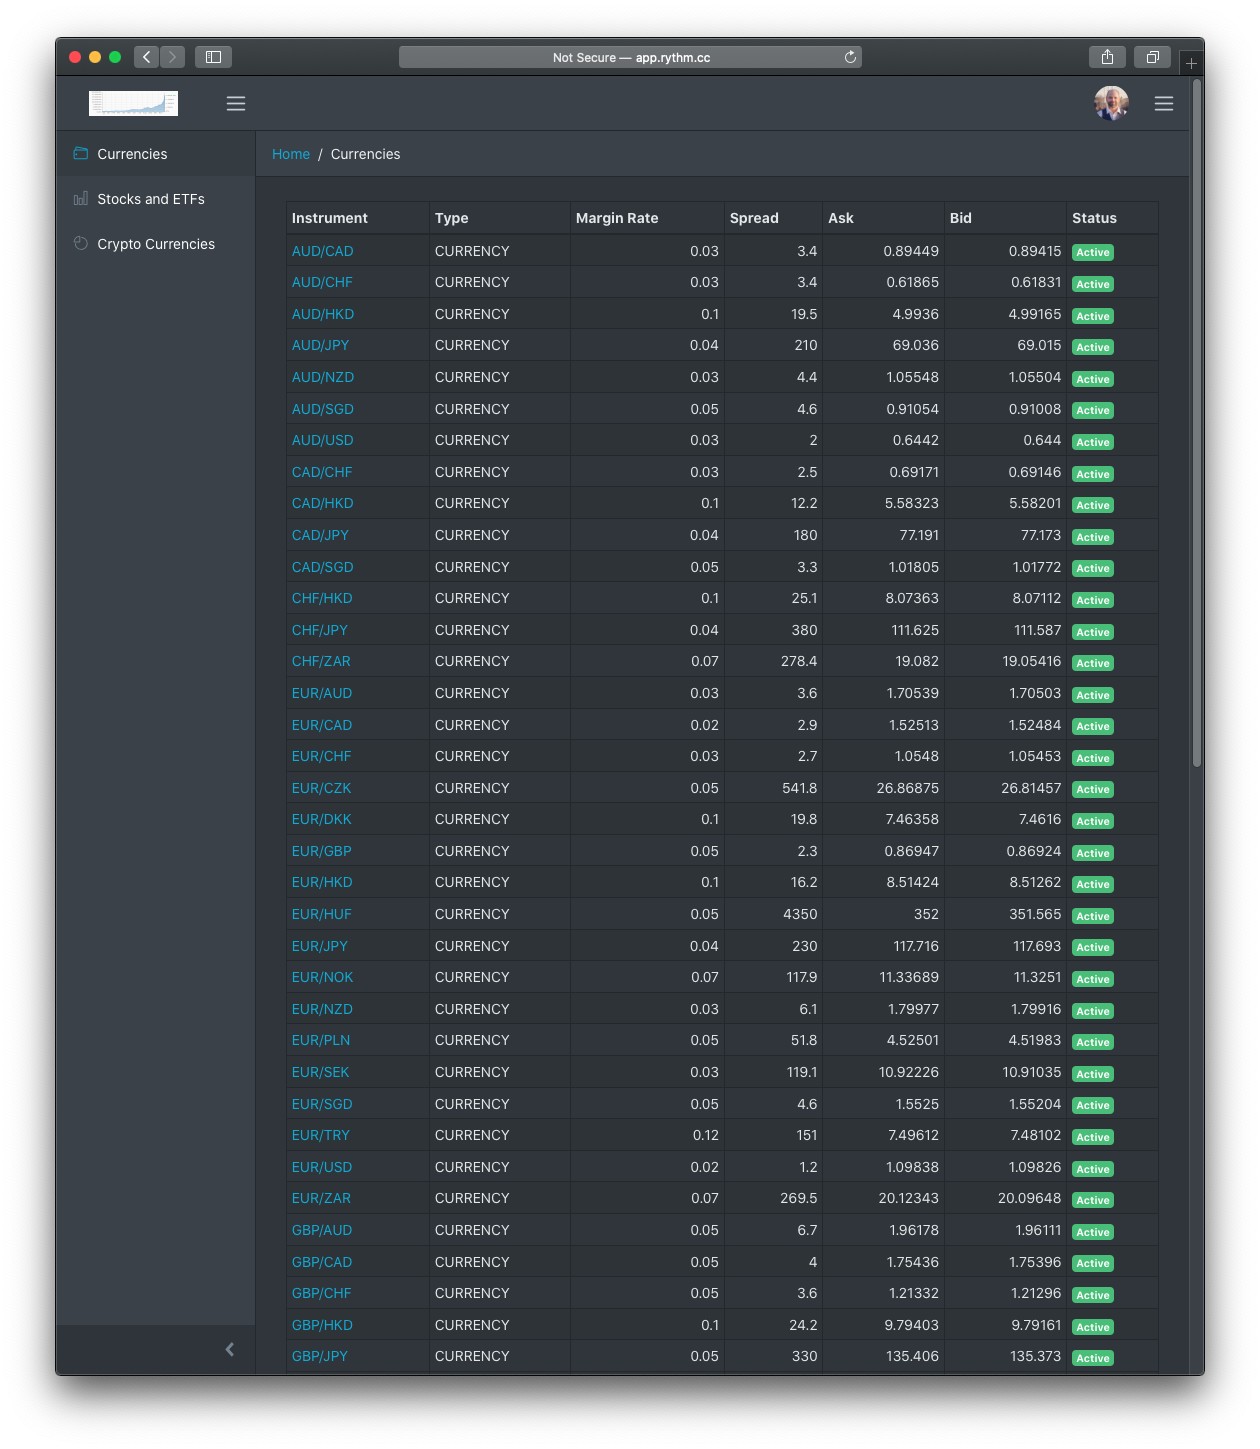 Not Secure — app.rythm.cc
Currencies
Stocks and ETFs
Crypto Currencies
Home / Currencies
Instrument Type Margin Rate Spread Ask Bid Status
AUD/CAD CURRENCY 0.03 3.4 0.89449 0.89415 Active
AUD/CHF CURRENCY 0.03 3.4 0.61865 0.61831 Active
AUD/HKD CURRENCY 0.1 19.5 4.9936 4.99165 Active
AUD/JPY CURRENCY 0.04 210 69.036 69.015 Active
AUD/NZD CURRENCY 0.03 4.4 1.05548 1.05504 Active
AUD/SGD CURRENCY 0.05 4.6 0.91054 0.91008 Active
AUD/USD CURRENCY 0.03 2 0.6442 0.644 Active
CAD/CHF CURRENCY 0.03 2.5 0.69171 0.69146 Active
CAD/HKD CURRENCY 0.1 12.2 5.58323 5.58201 Active
CAD/JPY CURRENCY 0.04 180 77.191 77.173 Active
CAD/SGD CURRENCY 0.05 3.3 1.01805 1.01772 Active
CHF/HKD CURRENCY 0.1 25.1 8.07363 8.07112 Active
CHF/JPY CURRENCY 0.04 380 111.625 111.587 Active
CHF/ZAR CURRENCY 0.07 278.4 19.082 19.05416 Active
EUR/AUD CURRENCY 0.03 3.6 1.70539 1.70503 Active
EUR/CAD CURRENCY 0.02 2.9 1.52513 1.52484 Active
EUR/CHF CURRENCY 0.03 2.7 1.0548 1.05453 Active
EUR/CZK CURRENCY 0.05 541.8 26.86875 26.81457 Active
EUR/DKK CURRENCY 0.1 19.8 7.46358 7.4616 Active
EUR/GBP CURRENCY 0.05 2.3 0.86947 0.86924 Active
EUR/HKD CURRENCY 0.1 16.2 8.51424 8.51262 Active
EUR/HUF CURRENCY 0.05 4350 352 351.565 Active
EUR/JPY CURRENCY 0.04 230 117.716 117.693 Active
EUR/NOK CURRENCY 0.07 117.9 11.33689 11.3251 Active
EUR/NZD CURRENCY 0.03 6.1 1.79977 1.79916 Active
EUR/PLN CURRENCY 0.05 51.8 4.52501 4.51983 Active
EUR/SEK CURRENCY 0.03 119.1 10.92226 10.91035 Active
EUR/SGD CURRENCY 0.05 4.6 1.5525 1.55204 Active
EUR/TRY CURRENCY 0.12 151 7.49612 7.48102 Active
EUR/USD CURRENCY 0.02 1.2 1.09838 1.09826 Active
EUR/ZAR CURRENCY 0.07 269.5 20.12343 20.09648 Active
GBP/AUD CURRENCY 0.05 6.7 1.96178 1.96111 Active
GBP/CAD CURRENCY 0.05 4 1.75436 1.75396 Active
GBP/CHF CURRENCY 0.05 3.6 1.21332 1.21296 Active
GBP/HKD CURRENCY 0.1 24.2 9.79403 9.79161 Active
GBP/JPY CURRENCY 0.05 330 135.406 135.373 Active